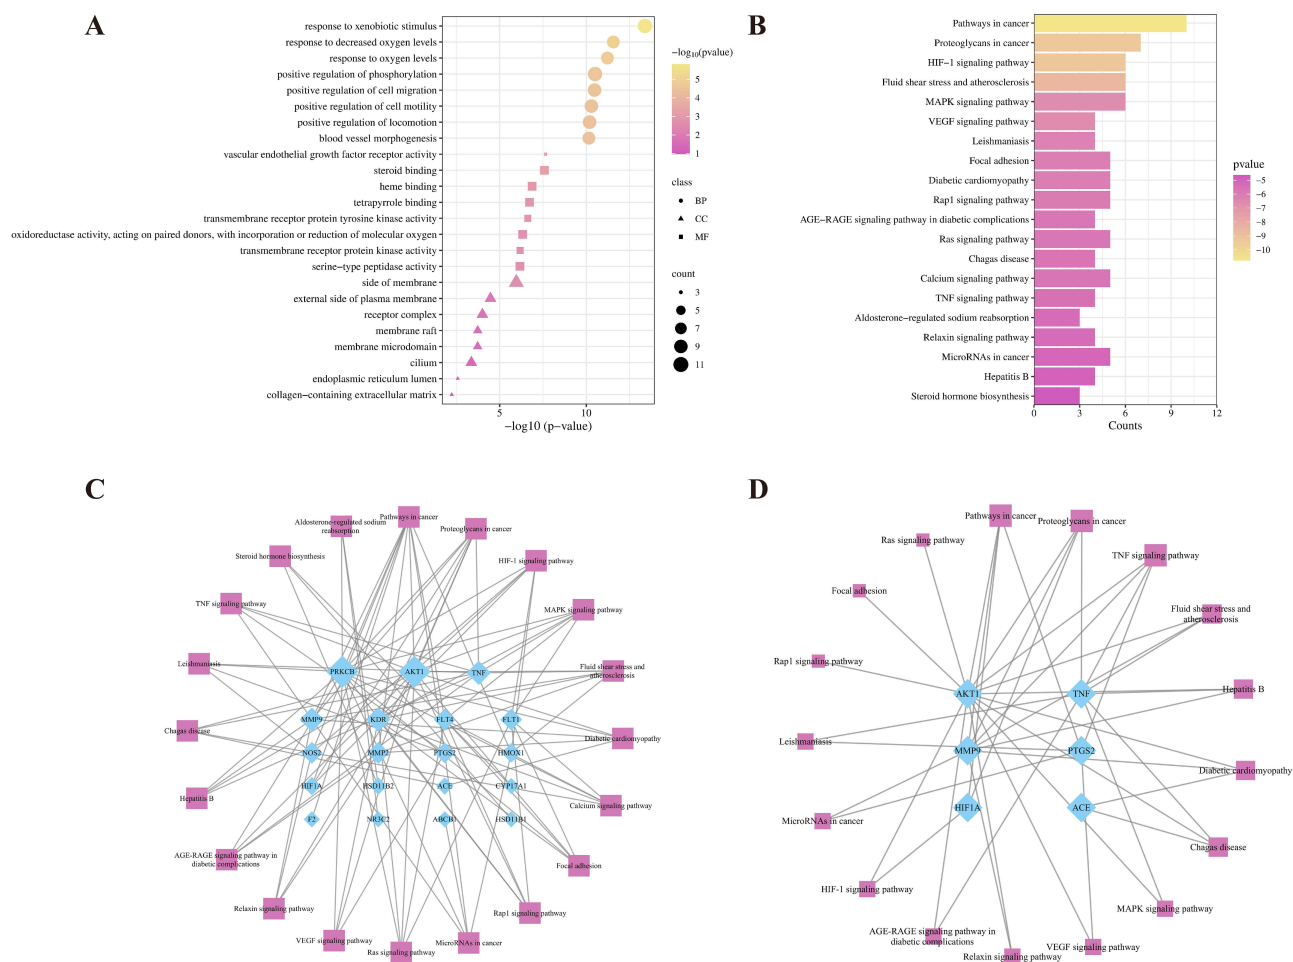 A
response to xenobiotic stimulus
response to decreased oxygen levels
response to oxygen levels
positive regulation of phosphorylation
positive regulation of cell migration
positive regulation of cell motility
positive regulation of locomotion
blood vessel morphogenesis
vascular endothelial growth factor receptor activity
steroid binding
heme binding
tetrapyrrole binding
transmembrane receptor protein tyrosine kinase activity
oxidoreductase activity, acting on paired donors, with incorporation or reduction of molecular oxygen
transmembrane receptor protein kinase activity
serine−type peptidase activity
side of membrane
external side of plasma membrane
receptor complex
membrane raft
membrane microdomain
cilium
endoplasmic reticulum lumen
collagen−containing extracellular matrix
5
10
−log10 (p−value)
−log10(pvalue)
5
4
3
2
1
class
BP
CC
MF
count
3
5
7
9
11
B
Pathways in cancer
Proteoglycans in cancer
HIF−1 signaling pathway
Fluid shear stress and atherosclerosis
MAPK signaling pathway
VEGF signaling pathway
Leishmaniasis
Focal adhesion
Diabetic cardiomyopathy
Rap1 signaling pathway
AGE−RAGE signaling pathway in diabetic complications
Ras signaling pathway
Chagas disease
Calcium signaling pathway
TNF signaling pathway
Aldosterone−regulated sodium reabsorption
Relaxin signaling pathway
MicroRNAs in cancer
Hepatitis B
Steroid hormone biosynthesis
0
3
6
9
12
Counts
pvalue
−5
−6
−7
−8
−9
−10
C
Pathways in cancer
Aldosterone-regulated sodium
reabsorption
Proteoglycans in cancer
Steroid hormone biosynthesis
HIF-1 signaling pathway
TNF signaling pathway
MAPK signaling pathway
Leishmaniasis
Fluid shear stress and
atherosclerosis
PRKCB
AKT1
TNF
MMP9
KDR
FLT4
FLT1
Chagas disease
Diabetic cardiomyopathy
NOS2
MMP2
PTGS2
HMOX1
HIF1A
HSD11B2
ACE
CYP17A1
Hepatitis B
Calcium signaling pathway
F2
NR3C2
ABCB1
HSD11B1
AGE-RAGE signaling pathway in
diabetic complications
Focal adhesion
Relaxin signaling pathway
Rap1 signaling pathway
VEGF signaling pathway
MicroRNAs in cancer
Ras signaling pathway
D
Pathways in cancer
Proteoglycans in cancer
Ras signaling pathway
TNF signaling pathway
Focal adhesion
Fluid shear stress and
atherosclerosis
Rap1 signaling pathway
Hepatitis B
AKT1
TNF
Leishmaniasis
MMP9
PTGS2
Diabetic cardiomyopathy
HIF1A
ACE
MicroRNAs in cancer
Chagas disease
HIF-1 signaling pathway
MAPK signaling pathway
AGE-RAGE signaling pathway in
diabetic complications
VEGF signaling pathway
Relaxin signaling pathway